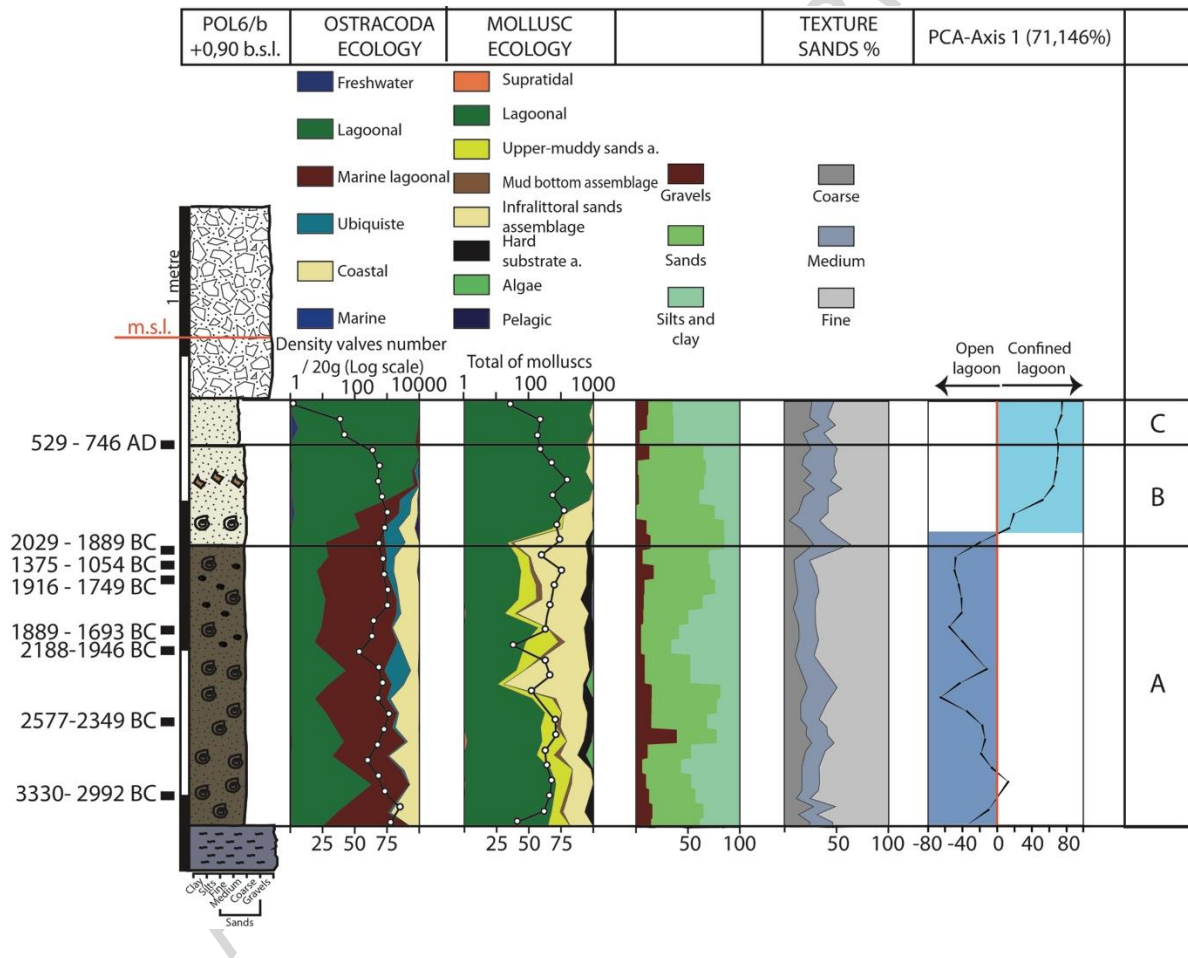 POL6/b
+0,90 b.s.l.
OSTRACODA
ECOLOGY
MOLLUSC
ECOLOGY
TEXTURE
SANDS %
PCA-Axis 1 (71,146%)
Freshwater
Lagoonal
Marine lagoonal
Ubiquiste
Coastal
Marine
Supratidal
Lagoonal
Upper-muddy sands a.
Mud bottom assemblage
Infralittoral sands
assemblage
Hard
substrate a.
Algae
Pelagic
Gravels
Sands
Silts and
clay
Coarse
Medium
Fine
1 metre
m.s.l.
Density valves number
/ 20g (Log scale)
1 100 10000
Total of molluscs
1 100 1000
Open
lagoon
Confined
lagoon
529 - 746 AD
2029 - 1889 BC
1375 - 1054 BC
1916 - 1749 BC
1889 - 1693 BC
2188-1946 BC
2577-2349 BC
3330- 2992 BC
C
B
A
25 50 75
25 50 75
50 100
50 100
-80 -40 0 40 80
Clay
Silts
Fine
Medium
Coarse
Gravels
Sands